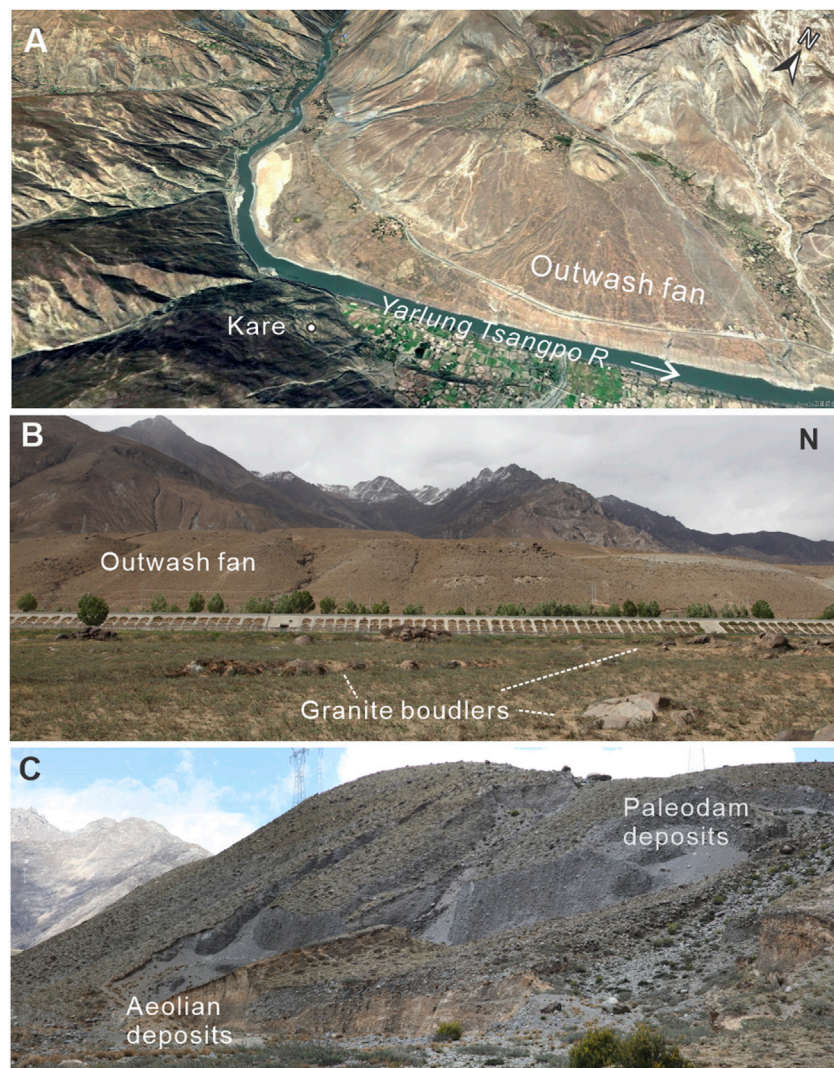 A
N
Outwash fan
Kare
Yarlung Tsangpo R.
B
N
Outwash fan
Granite boudlers
C
Paleodam
deposits
Aeolian
deposits